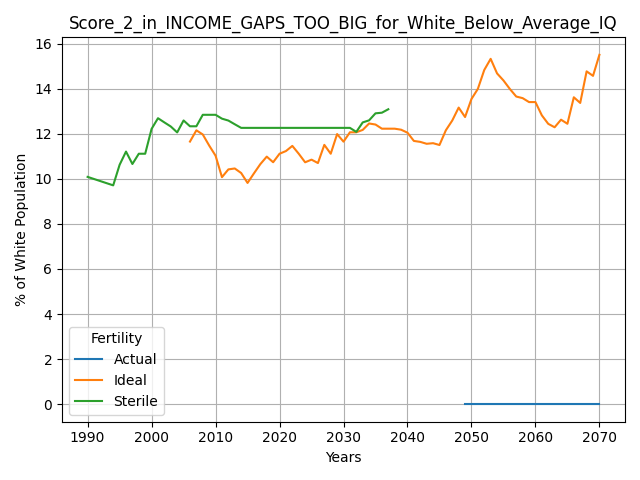 Score_2_in_INCOME_GAPS_TOO_BIG_for_White_Below_Average_IQ
16
14
12
10
8
6
4
2
0
% of White Population
Fertility
Actual
Ideal
Sterile
1990 2000 2010 2020 2030 2040 2050 2060 2070
Years